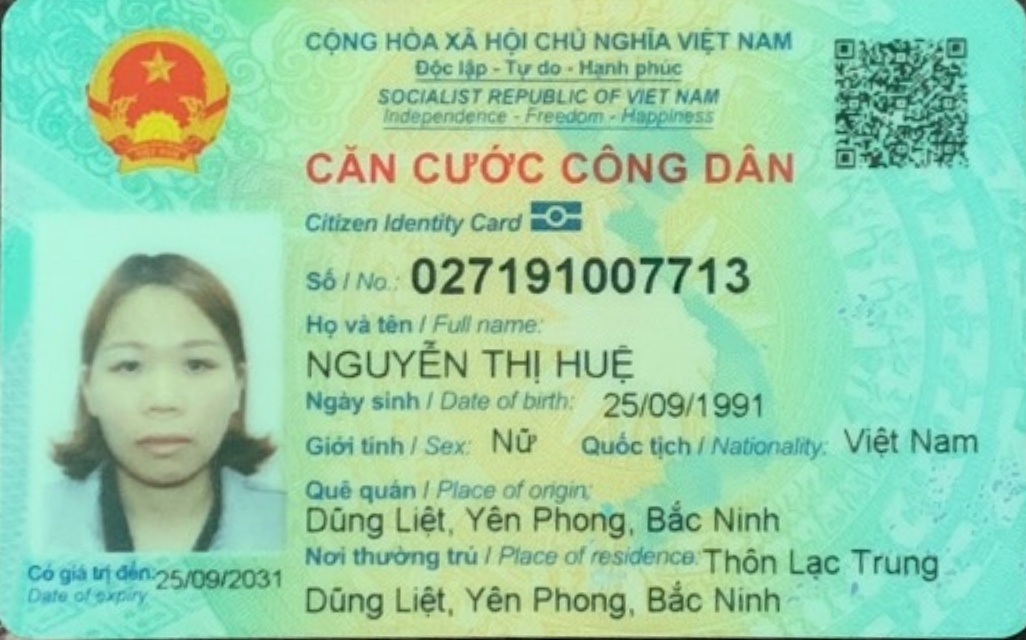 CỘNG HÒA XÃ HỘI CHỦ NGHĨA VIỆT NAM
Độc lập - Tự do - Hạnh phúc
SOCIALIST REPUBLIC OF VIET NAM
Independence - Freedom - Happiness
CĂN CƯỚC CÔNG DÂN
Citizen Identity Card
Số / No.: 027191007713
Họ và tên / Full name:
NGUYỄN THỊ HUỆ
Ngày sinh / Date of birth: 25/09/1991
Giới tính / Sex: Nữ Quốc tịch / Nationality: Việt Nam
Quê quán / Place of origin:
Dũng Liệt, Yên Phong, Bắc Ninh
Nơi thường trú / Place of residence: Thôn Lạc Trung
Dũng Liệt, Yên Phong, Bắc Ninh
Có giá trị đến: 25/09/2031
Date of expiry